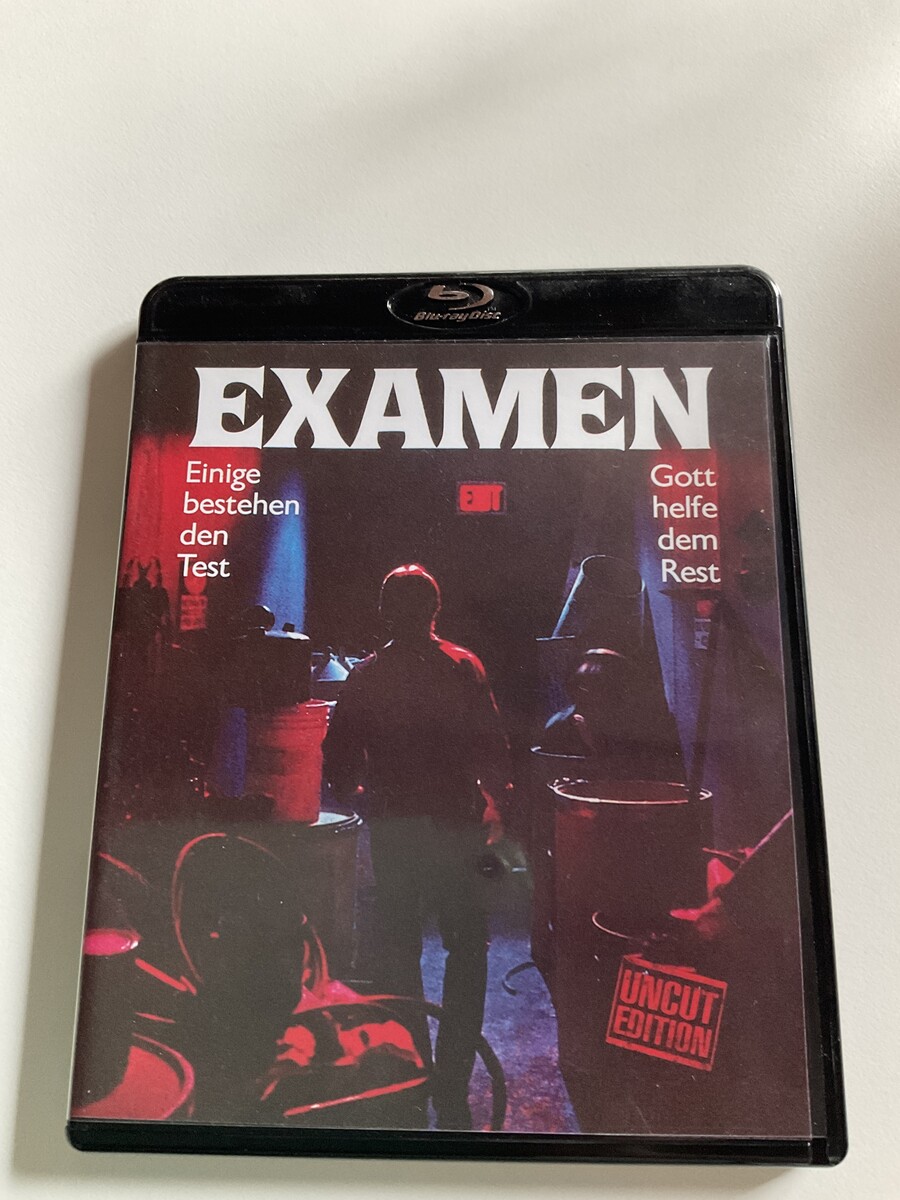 Blu-ray Disc
EXAMEN
Einige
bestehen
den
Test
Gott
helfe
dem
Rest
EXIT
UNCUT
EDITION